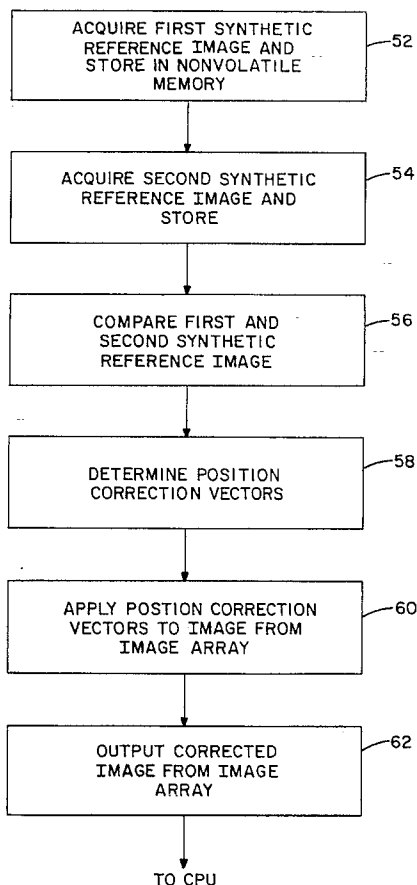 ACQUIRE FIRST SYNTHETIC
REFERENCE IMAGE AND
STORE IN NONVOLATILE
MEMORY
52
ACQUIRE SECOND SYNTHETIC
REFERENCE IMAGE AND
STORE
54
COMPARE FIRST AND
SECOND SYNTHETIC
REFERENCE IMAGE
56
DETERMINE POSITION
CORRECTION VECTORS
58
APPLY POSTION CORRECTION
VECTORS TO IMAGE FROM
IMAGE ARRAY
60
OUTPUT CORRECTED
IMAGE FROM IMAGE
ARRAY
62
TO CPU